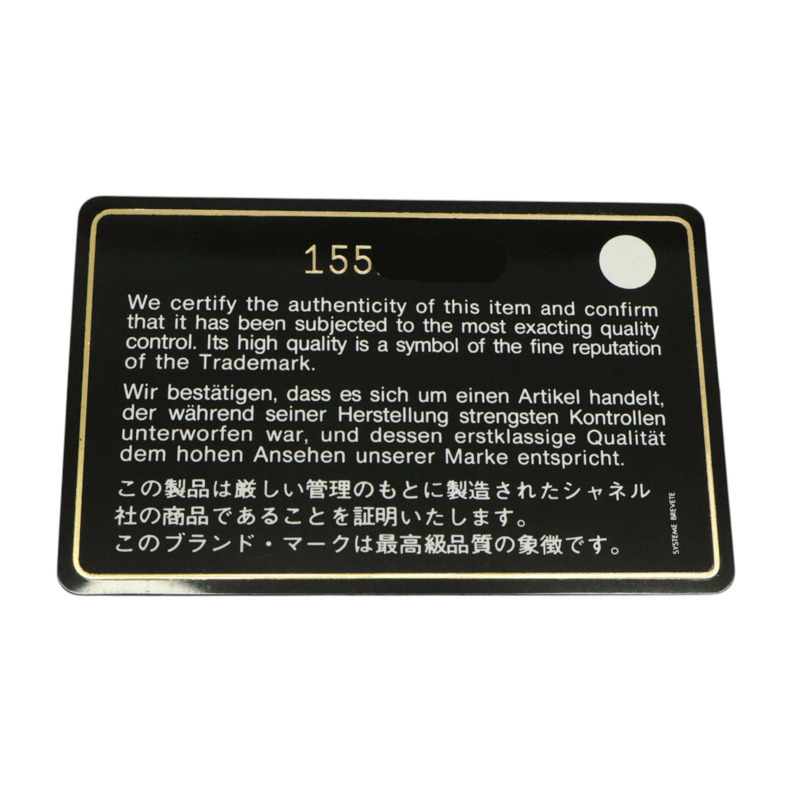 155
We certify the authenticity of this item and confirm
that it has been subjected to the most exacting quality
control. Its high quality is a symbol of the fine reputation
of the Trademark.
Wir bestätigen, dass es sich um einen Artikel handelt,
der während seiner Herstellung strengsten Kontrollen
unterworfen war, und dessen erstklassige Qualität
dem hohen Ansehen unserer Marke entspricht.
この製品は厳しい管理のもとに製造されたシャネル
社の商品であることを証明いたします。
このブランド・マークは最高級品質の象徴です。
SYSTEME BREVETE